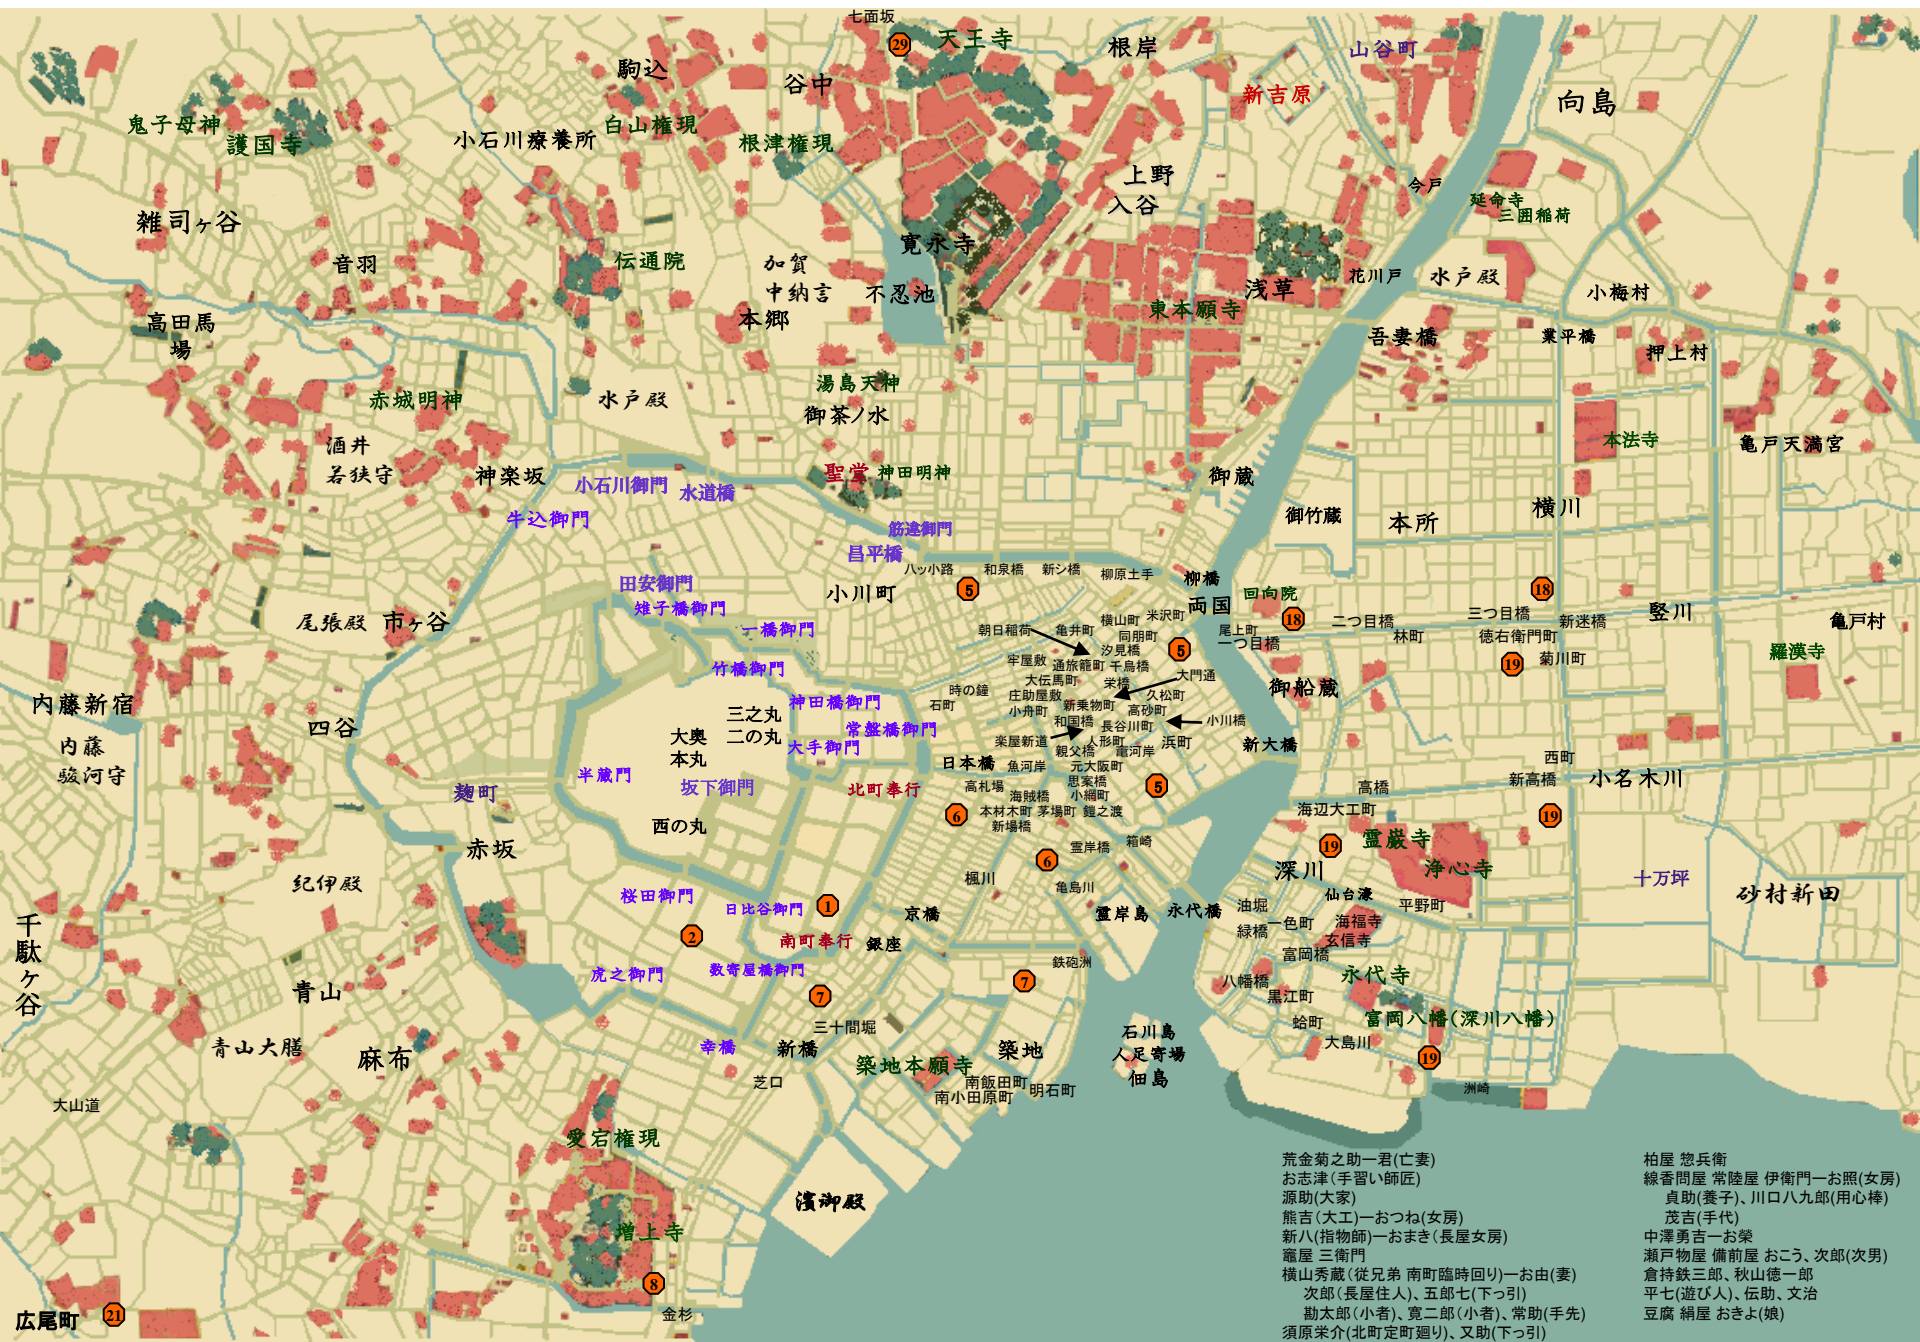 七面坂
29
天王寺
根岸
山谷町
駒込
谷中
新吉原
向島
鬼子母神
護国寺
小石川療養所
白山権現
根津権現
上野
入谷
今戸
延命寺
三囲稲荷
雑司ヶ谷
音羽
伝通院
加賀
中納言
本郷
寛永寺
不忍池
浅草
花川戸
水戸殿
小梅村
東本願寺
高田馬
場
吾妻橋
業平橋
押上村
赤城明神
水戸殿
湯島天神
御茶ノ水
酒井
若狭守
神楽坂
小石川御門
水道橋
聖堂
神田明神
御蔵
本法寺
亀戸天満宮
牛込御門
筋違御門
昌平橋
御竹蔵
本所
横川
田安御門
雉子橋御門
小川町
八ッ小路
5
和泉橋
新シ橋
柳原土手
柳橋
両国
回向院
18
18
尾張殿
市ヶ谷
一橋御門
朝日稲荷
亀井町
横山町
米沢町
同朋町
汐見橋
5
尾上町
一つ目橋
二つ目橋
林町
三つ目橋
新迷橋
徳右衛門町
19
菊川町
竪川
亀戸村
羅漢寺
竹橋御門
牢屋敷
通旅籠町
千鳥橋
大伝馬町
栄橋
大門通
御船蔵
内藤新宿
四谷
神田橋御門
時の鐘
石町
庄助屋敷
小舟町
新乗物町
久松町
高砂町
三之丸
二の丸
常盤橋御門
和国橋
長谷川町
小川橋
内藤
駿河守
大奥
本丸
大手御門
楽屋新道
人形町
親父橋
竃河岸
浜町
新大橋
半蔵門
坂下御門
北町奉行
日本橋
魚河岸
元大阪町
思案橋
5
西町
新高橋
小名木川
麹町
高札場
海賊橋
小網町
高橋
海辺大工町
西の丸
6
本材木町
茅場町
鎧之渡
新場橋
19
19
霊巌寺
浄心寺
赤坂
6
霊岸橋
箱崎
深川
紀伊殿
楓川
亀島川
仙台濠
平野町
十万坪
砂村新田
桜田御門
日比谷御門
1
京橋
霊岸島
永代橋
油堀
一色町
海福寺
千駄ヶ谷
2
南町奉行
銀座
緑橋
玄信寺
富岡橋
虎之御門
数寄屋橋御門
鉄砲洲
7
7
八幡橋
永代寺
青山
黒江町
三十間堀
蛤町
富岡八幡(深川八幡)
青山大膳
麻布
幸橋
新橋
築地本願寺
築地
石川島
人足寄場
佃島
大島川
19
芝口
南飯田町
南小田原町
明石町
洲崎
大山道
愛宕権現
濱御殿
増上寺
8
広尾町
21
金杉
荒金菊之助ー君(亡妻)
お志津(手習い師匠)
源助(大家)
熊吉(大工)ーおつね(女房)
新八(指物師)ーおまき(長屋女房)
竈屋 三衛門
横山秀蔵(従兄弟 南町臨時回り)ーお由(妻)
次郎(長屋住人)、五郎七(下っ引)
勘太郎(小者)、寛二郎(小者)、常助(手先)
須原栄介(北町定町廻り)、又助(下っ引)
柏屋 惣兵衛
線香問屋 常陸屋 伊衛門ーお照(女房)
貞助(養子)、川口八九郎(用心棒)
茂吉(手代)
中澤勇吉ーお榮
瀬戸物屋 備前屋 おこう、次郎(次男)
倉持鉄三郎、秋山徳一郎
平七(遊び人)、伝助、文治
豆腐 絹屋 おきよ(娘)